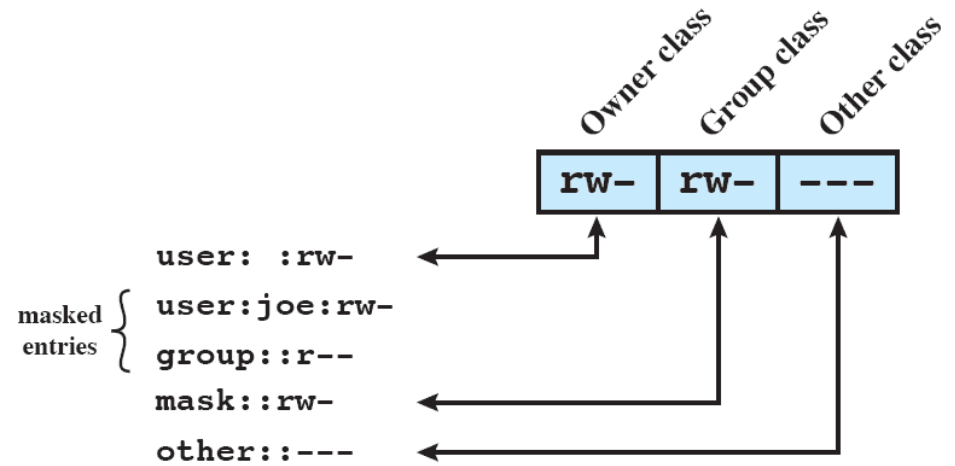 Owner class
Group class
Other class
rw-
rw-
---
user: :rw-
masked
entries
user:joe:rw-
group::r--
mask::rw-
other::---